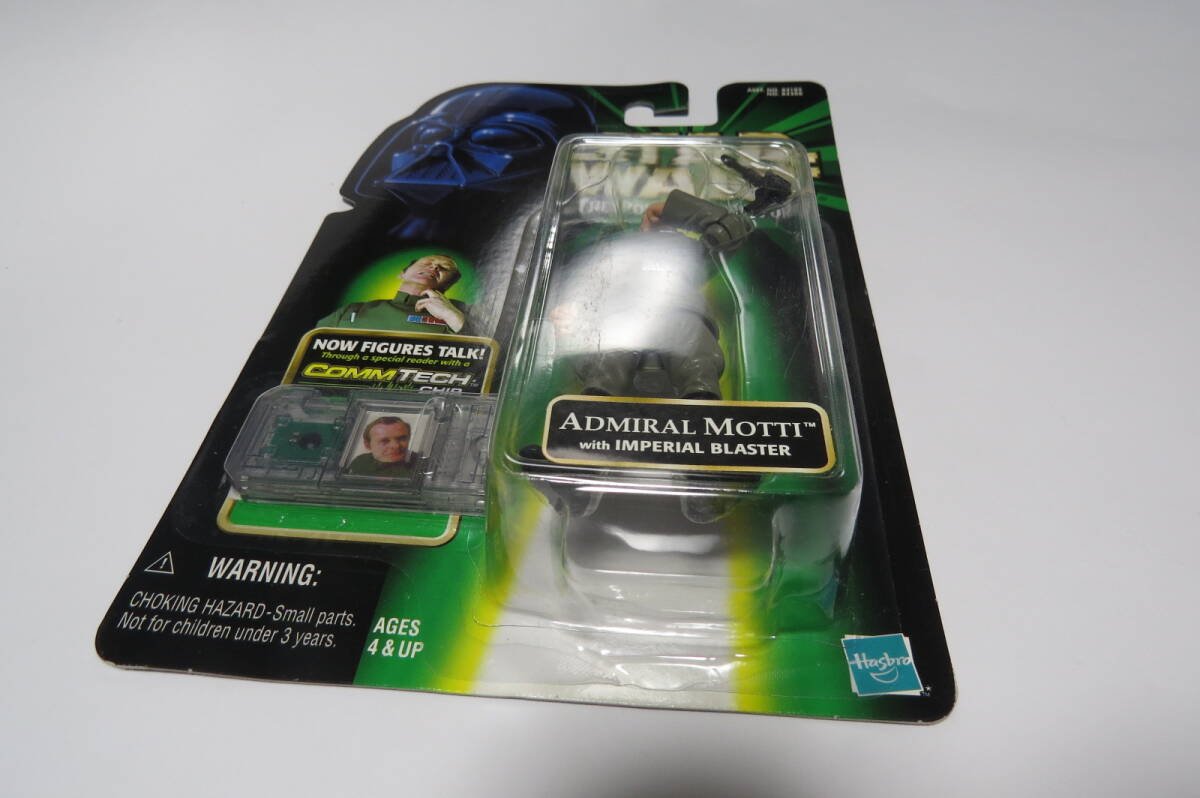 WAR
NOW FIGURES TALK!
Through a special reader with a
COMMTECH
CHIP
ADMIRAL MOTTI™
with IMPERIAL BLASTER
WARNING:
CHOKING HAZARD-Small parts.
Not for children under 3 years.
AGES
4 & UP
Hasbro